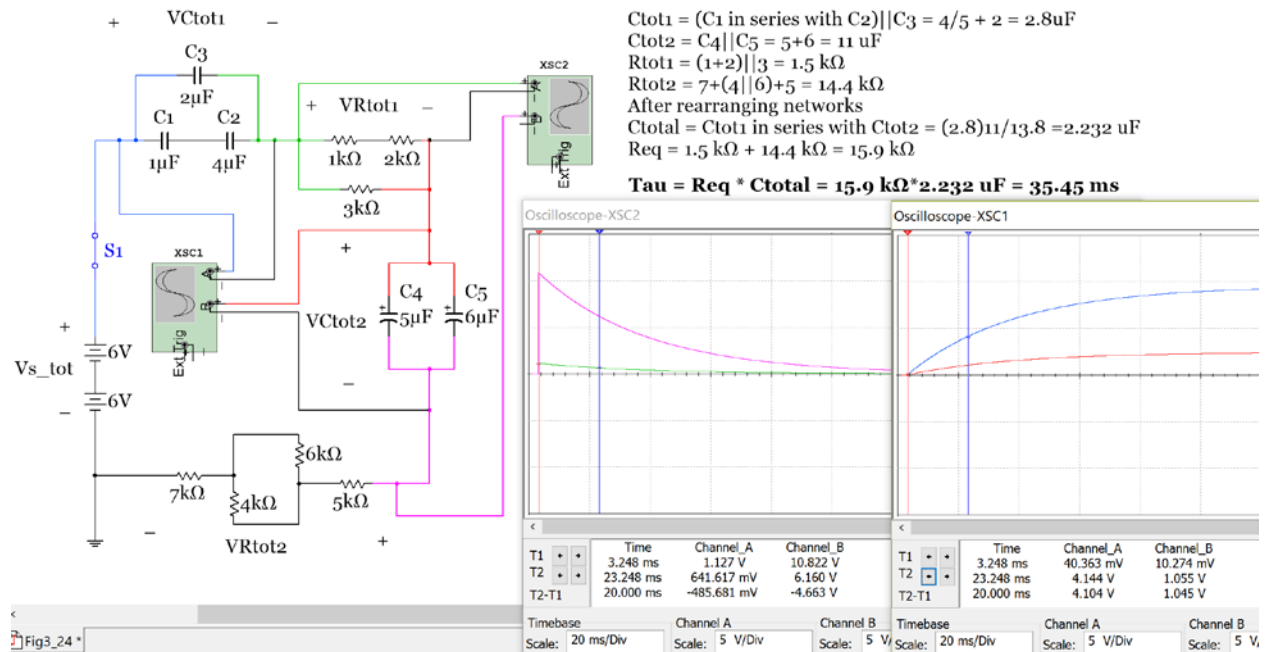 VCtot1
+
−
Ctot1 = (C1 in series with C2)||C3 = 4/5 + 2 = 2.8uF
Ctot2 = C4||C5 = 5+6 = 11 uF
Rtot1 = (1+2)||3 = 1.5 kΩ
Rtot2 = 7+(4||6)+5 = 14.4 kΩ
After rearranging networks
Ctotal = Ctot1 in series with Ctot2 = (2.8)11/13.8 =2.232 uF
Req = 1.5 kΩ + 14.4 kΩ = 15.9 kΩ
Tau = Req * Ctotal = 15.9 kΩ*2.232 uF = 35.45 ms
C3
2µF
C1
C2
1µF
4µF
+ VRtot1 −
1kΩ
2kΩ
3kΩ
XSC2
A
B
Ext Trig
S1
XSC1
A
B
Ext Trig
+
VCtot2
−
C4
5µF
C5
6µF
+
Vs_tot
−
6V
6V
7kΩ
4kΩ
6kΩ
5kΩ
−
VRtot2
+
Oscilloscope-XSC2
T1
T2
T2-T1
Time Channel_A Channel_B
3.248 ms 1.127 V 10.822 V
23.248 ms 641.617 mV 6.160 V
20.000 ms -485.681 mV -4.663 V
Timebase
Scale: 20 ms/Div
Channel A
Scale: 5 V/Div
Channel B
Scale: 5 V/
Oscilloscope-XSC1
T1
T2
T2-T1
Time Channel_A Channel_B
3.248 ms 40.363 mV 10.274 mV
23.248 ms 4.144 V 1.055 V
20.000 ms 4.104 V 1.045 V
Timebase
Scale: 20 ms/Div
Channel A
Scale: 5 V/Div
Channel B
Scale: 5 V/
Fig3_24 *